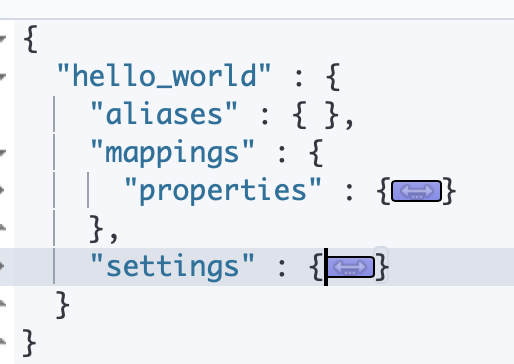 {
"hello_world" : {
"aliases" : { },
"mappings" : {
"properties" : {}
},
"settings" : {}
}
}